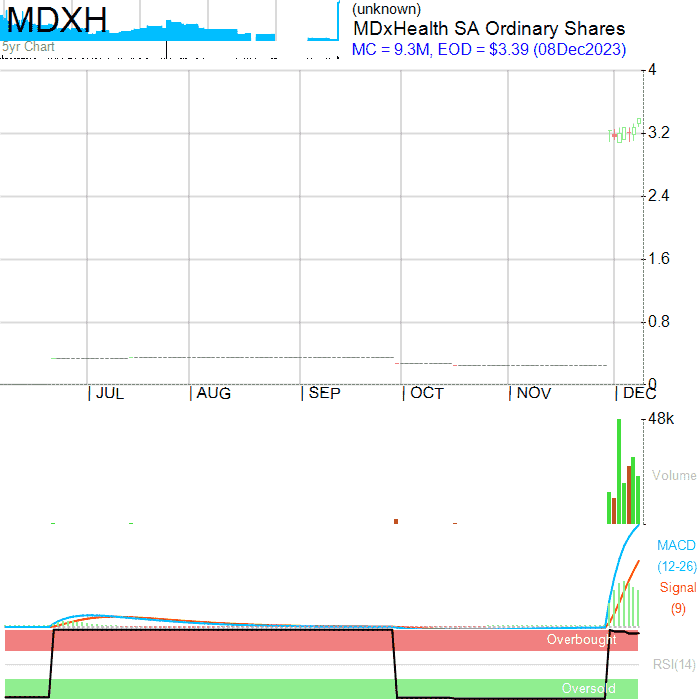 MDXH
(unknown)
MDxHealth SA Ordinary Shares
5yr Chart
MC = 9.3M, EOD = $3.39 (08Dec2023)
4
3.2
2.4
1.6
0.8
0
JUL AUG SEP OCT NOV DEC
48k
Volume
MACD
(12-26)
Signal
(9)
Overbought
RSI(14)
Oversold